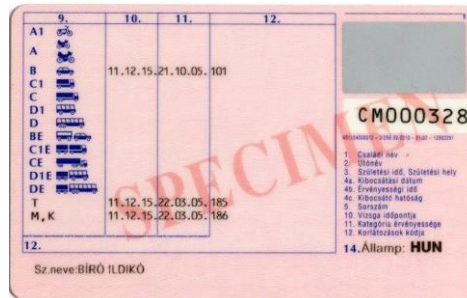 9. 10. 11. 12.
A1
A
B 11.12.15. 21.10.05. 101
C1
C
D1
D
BE
C1E
CE
D1E
DE
T 11.12.15. 22.03.05. 185
M,K 11.12.15. 22.03.05. 186
12.
Sz.neve:BÍRÓ ILDIKÓ
SPECIMEN
CM000328
1. Családi név
2. Utónév
3. Születési idő, Születési hely
4a. Kibocsátási dátum
4b. Érvényességi idő
4c. Kibocsátó hatóság
5. Sorszám
10. Vizsga időpontja
11. Kategória érvényessége
12. Korlátozások kódja
14.Államp: HUN